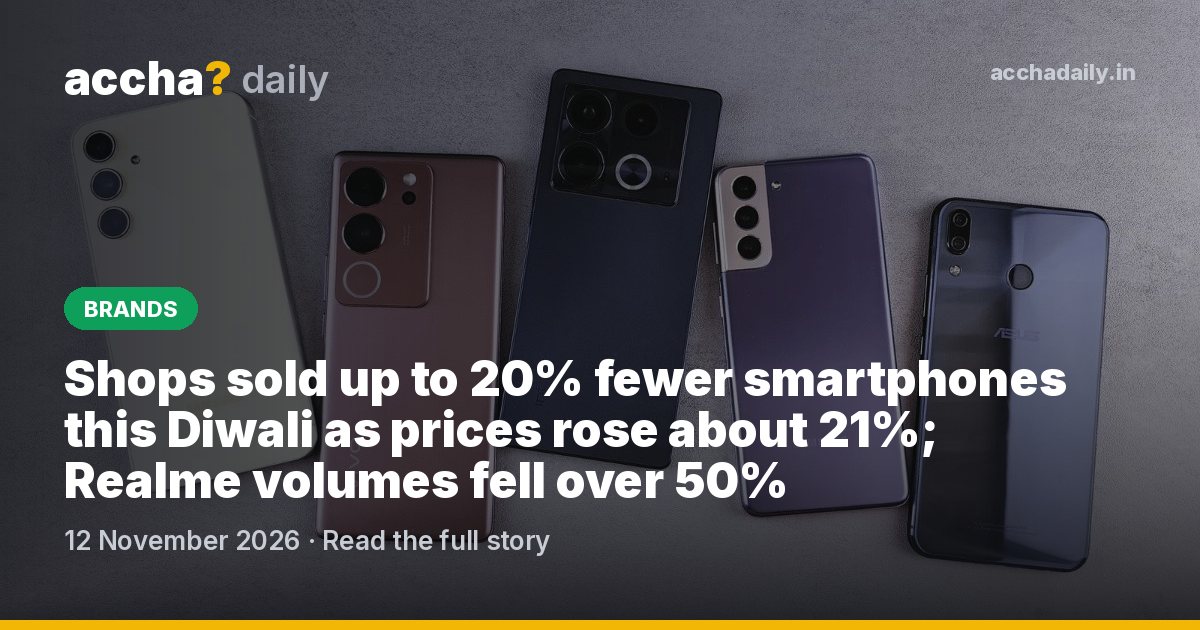 accha? daily
acchadaily.in
BRANDS
Shops sold up to 20% fewer smartphones
this Diwali as prices rose about 21%;
Realme volumes fell over 50%
12 November 2026 · Read the full story
ASUS